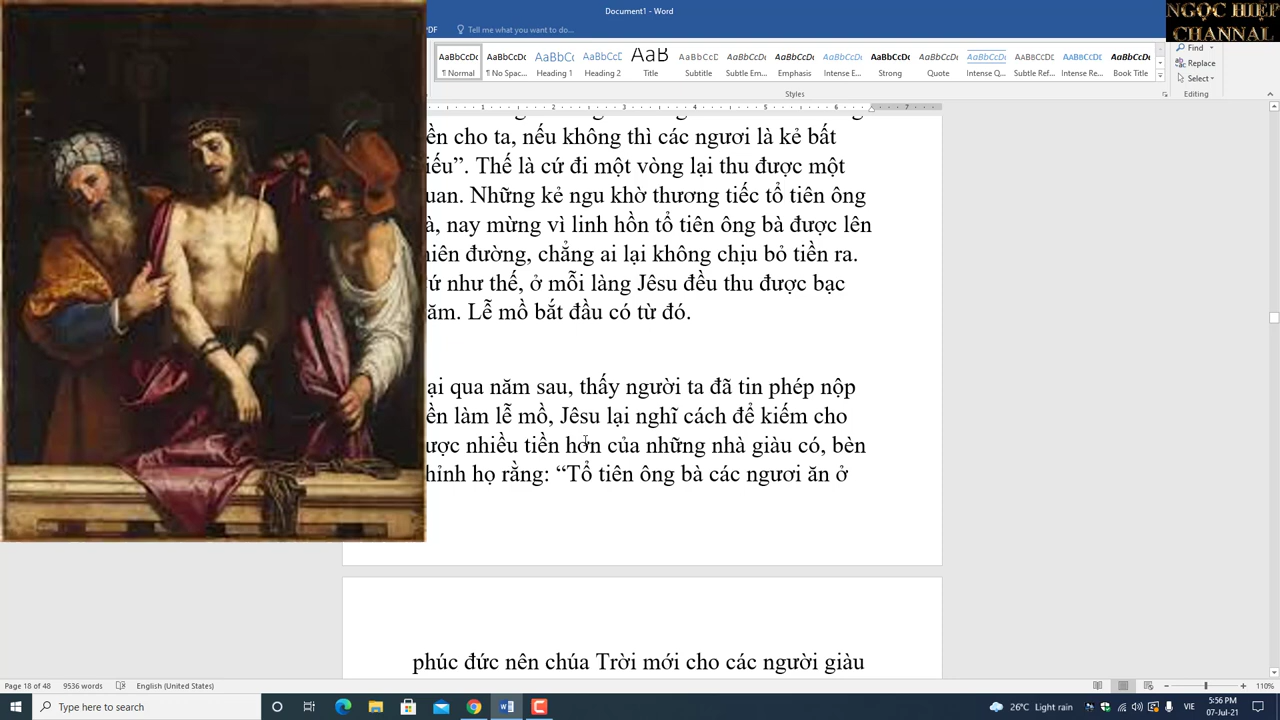 Document1 - Word
NGỌC HIỆP
CHANNAL
PDF
Tell me what you want to do...
AaBbCcDc AaBbCcDc AaBbCc AaBbCcD AaB AaBbCcD AaBbCcDc AaBbCcDc AaBbCcDc AaBbCcDc AaBbCcDc AaBbCcDc AaBbCcDc AaBbCcDc AaBbCcDc
¶ Normal ¶ No Spac... Heading 1 Heading 2 Title Subtitle Subtle Em... Emphasis Intense E... Strong Quote Intense Q... Subtle Ref... Intense Re... Book Title
Find
Replace
Select
Styles
Editing
1 2 3 4 5 6 7
ền cho ta, nếu không thì các ngươi là kẻ bất
iếu”. Thế là cứ đi một vòng lại thu được một
uan. Những kẻ ngu khờ thương tiếc tổ tiên ông
à, nay mừng vì linh hồn tổ tiên ông bà được lên
hiên đường, chẳng ai lại không chịu bỏ tiền ra.
ứ như thế, ở mỗi làng Jêsu đều thu được bạc
ăm. Lễ mồ bắt đầu có từ đó.
ại qua năm sau, thấy người ta đã tin phép nộp
ền làm lễ mồ, Jêsu lại nghĩ cách để kiếm cho
ược nhiều tiền hơn của những nhà giàu có, bèn
hỉnh họ rằng: “Tổ tiên ông bà các ngươi ăn ở
phúc đức nên chúa Trời mới cho các người giàu
Page 18 of 48 9536 words English (United States) 110%
Type here to search
26°C Light rain
VIE
5:56 PM
07-Jul-21